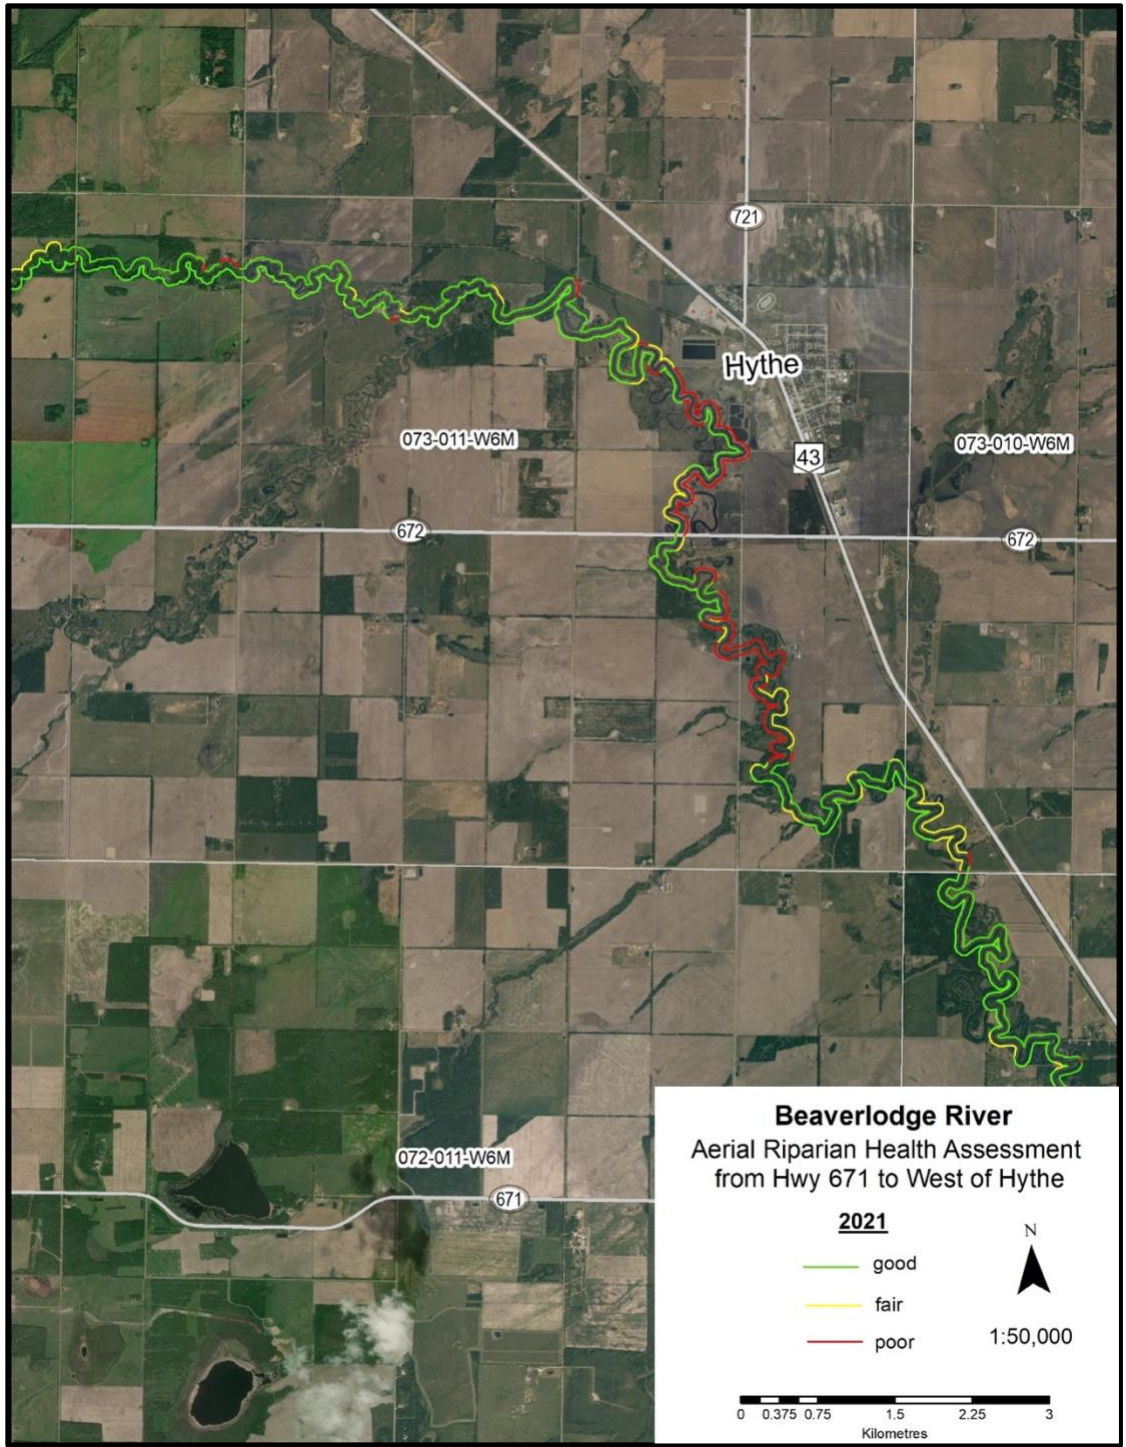 721
Hythe
073-011-W6M
073-010-W6M
43
672
672
072-011-W6M
671
Beaverlodge River
Aerial Riparian Health Assessment
from Hwy 671 to West of Hythe
2021
good
fair
poor
N
1:50,000
0 0.375 0.75 1.5 2.25 3
Kilometres